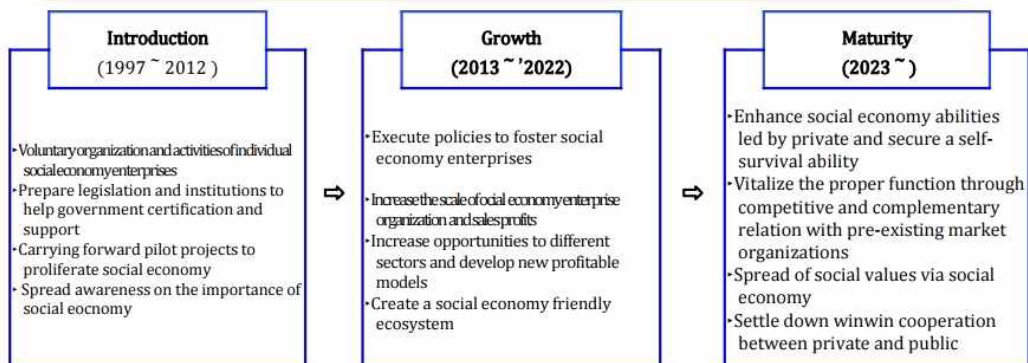 Introduction
(1997 ~ 2012 )
‣Voluntary organization and activities of individual
social economy enterprises
‣Prepare legislation and institutions to
help government certification and
support
‣Carrying forward pilot projects to
proliferate social economy
‣Spread awareness on the importance of
social eocnomy
⇨
Growth
(2013 ~ '2022)
‣Execute policies to foster social
economy enterprises
‣Increase the scale of ocial economy enterprise
organization and sales profits
‣Increase opportunities to different
sectors and develop new profitable
models
‣Create a social economy friendly
ecosystem
⇨
Maturity
(2023 ~ )
‣Enhance social economy abilities
led by private and secure a self-
survival ability
‣Vitalize the proper function through
competitive and complementary
relation with pre-existing market
organizations
‣Spread of social values via social
economy
‣Settle down winwin cooperation
between private and public